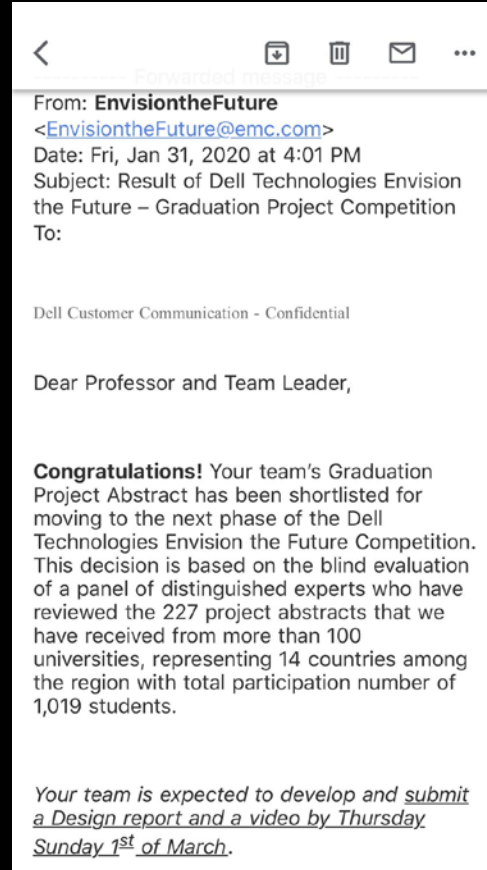 ---------- Forwarded message ----------
From: EnvisiontheFuture
<EnvisiontheFuture@emc.com>
Date: Fri, Jan 31, 2020 at 4:01 PM
Subject: Result of Dell Technologies Envision
the Future – Graduation Project Competition
To:
Dell Customer Communication - Confidential
Dear Professor and Team Leader,
Congratulations! Your team's Graduation
Project Abstract has been shortlisted for
moving to the next phase of the Dell
Technologies Envision the Future Competition.
This decision is based on the blind evaluation
of a panel of distinguished experts who have
reviewed the 227 project abstracts that we
have received from more than 100
universities, representing 14 countries among
the region with total participation number of
1,019 students.
Your team is expected to develop and submit
a Design report and a video by Thursday
Sunday 1st of March.